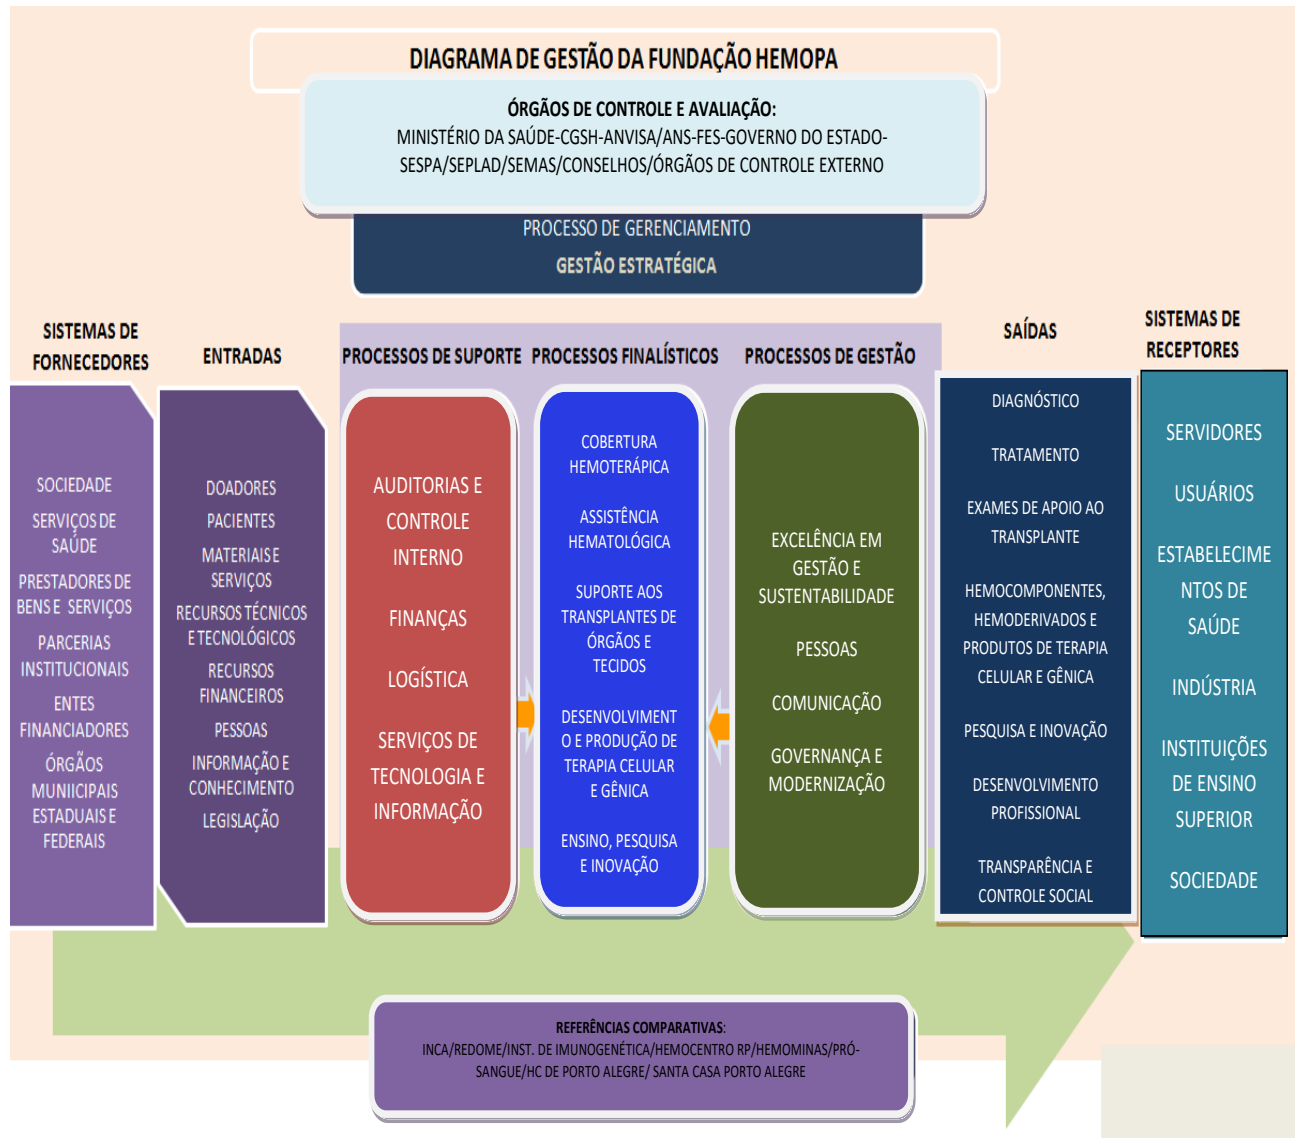 DIAGRAMA DE GESTÃO DA FUNDAÇÃO HEMOPA
ÓRGÃOS DE CONTROLE E AVALIAÇÃO:
MINISTÉRIO DA SAÚDE-CGSH-ANVISA/ANS-FES-GOVERNO DO ESTADO-
SESPA/SEPLAD/SEMAS/CONSELHOS/ÓRGÃOS DE CONTROLE EXTERNO
PROCESSO DE GERENCIAMENTO
GESTÃO ESTRATÉGICA
SISTEMAS DE
FORNECEDORES
SOCIEDADE
SERVIÇOS DE
SAÚDE
PRESTADORES DE
BENS E SERVIÇOS
PARCERIAS
INSTITUCIONAIS
ENTES
FINANCIADORES
ÓRGÃOS
MUNIICIPAIS
ESTADUAIS E
FEDERAIS
ENTRADAS
DOADORES
PACIENTES
MATERIAIS E
SERVIÇOS
RECURSOS TÉCNICOS
E TECNOLÓGICOS
RECURSOS
FINANCEIROS
PESSOAS
INFORMAÇÃO E
CONHECIMENTO
LEGISLAÇÃO
PROCESSOS DE SUPORTE
AUDITORIAS E
CONTROLE
INTERNO
FINANÇAS
LOGÍSTICA
SERVIÇOS DE
TECNOLOGIA E
INFORMAÇÃO
PROCESSOS FINALÍSTICOS
COBERTURA
HEMOTERÁPICA
ASSISTÊNCIA
HEMATOLÓGICA
SUPORTE AOS
TRANSPLANTES DE
ÓRGÃOS E
TECIDOS
DESENVOLVIMENT
O E PRODUÇÃO DE
TERAPIA CELULAR
E GÊNICA
ENSINO, PESQUISA
E INOVAÇÃO
PROCESSOS DE GESTÃO
EXCELÊNCIA EM
GESTÃO E
SUSTENTABILIDADE
PESSOAS
COMUNICAÇÃO
GOVERNANÇA E
MODERNIZAÇÃO
SAÍDAS
DIAGNÓSTICO
TRATAMENTO
EXAMES DE APOIO AO
TRANSPLANTE
HEMOCOMPONENTES,
HEMODERIVADOS E
PRODUTOS DE TERAPIA
CELULAR E GÊNICA
PESQUISA E INOVAÇÃO
DESENVOLVIMENTO
PROFISSIONAL
TRANSPARÊNCIA E
CONTROLE SOCIAL
SISTEMAS DE
RECEPTORES
SERVIDORES
USUÁRIOS
ESTABELECIME
NTOS DE
SAÚDE
INDÚSTRIA
INSTITUIÇÕES
DE ENSINO
SUPERIOR
SOCIEDADE
REFERÊNCIAS COMPARATIVAS:
INCA/REDOME/INST. DE IMUNOGENÉTICA/HEMOCENTRO RP/HEMOMINAS/PRÓ-
SANGUE/HC DE PORTO ALEGRE/ SANTA CASA PORTO ALEGRE